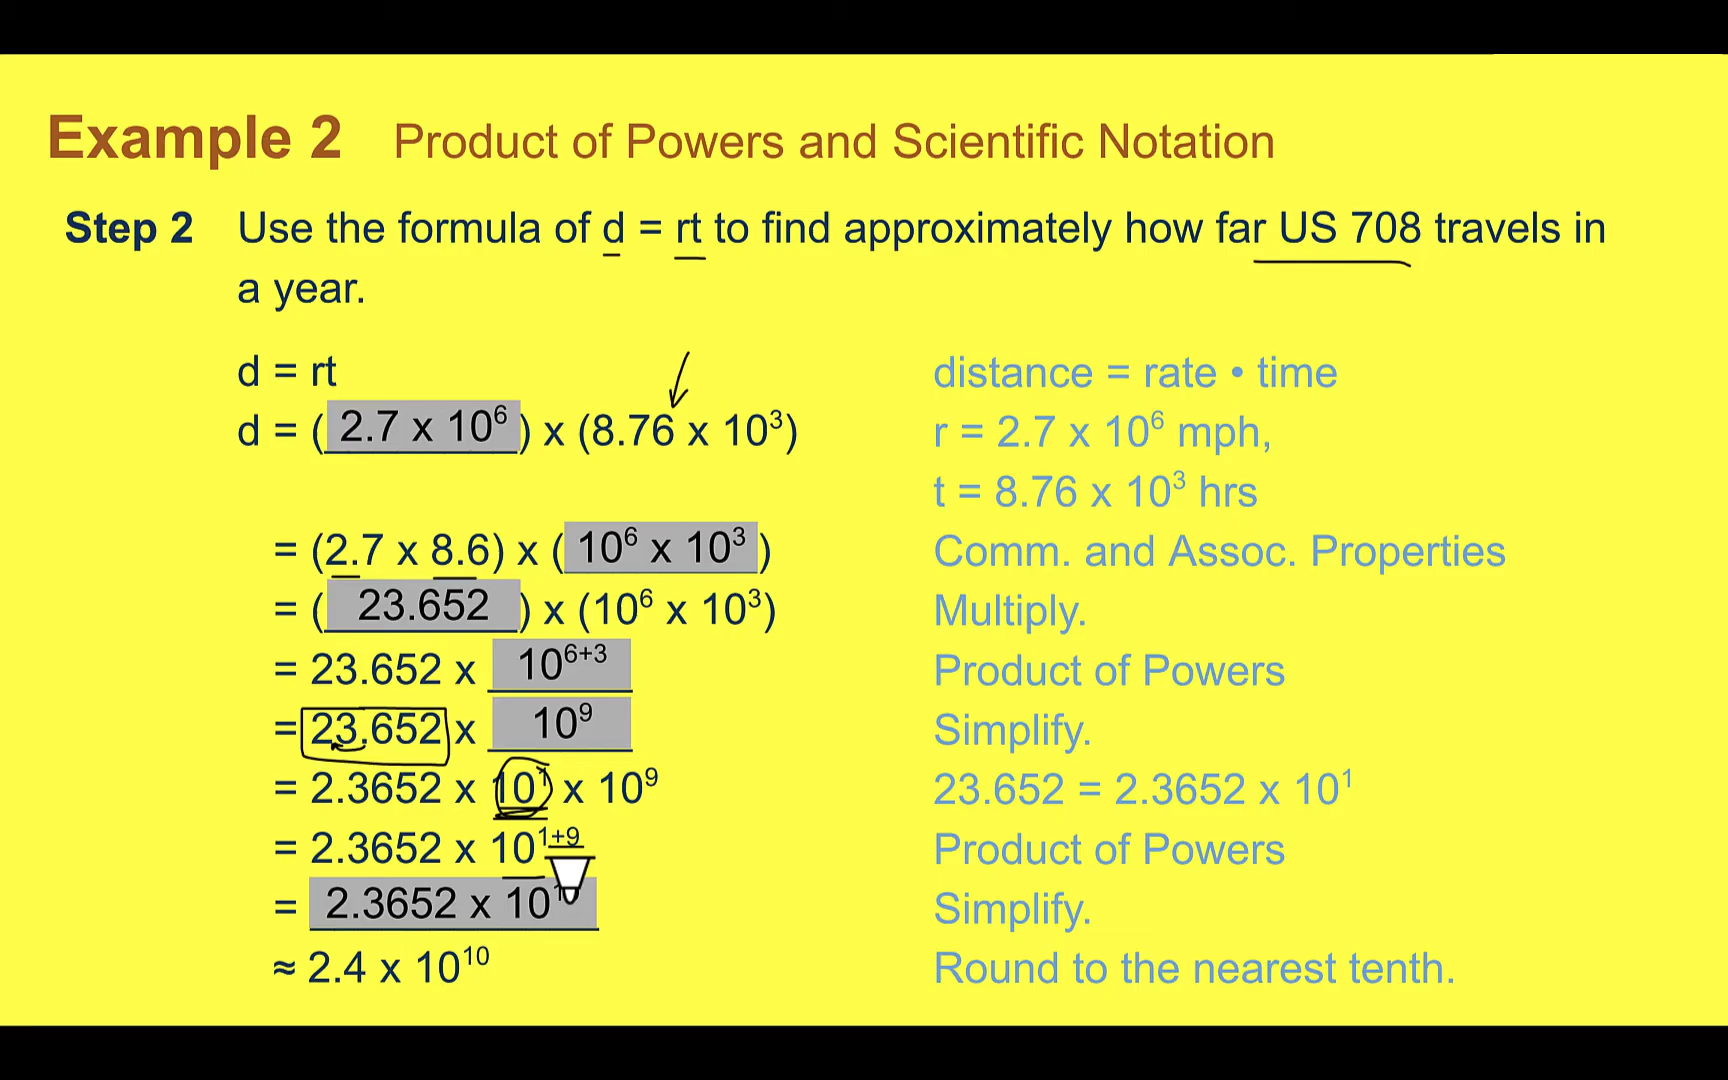 Example 2 Product of Powers and Scientific Notation
Step 2 Use the formula of d = rt to find approximately how far US 708 travels in
a year.
d = rt distance = rate • time
d = ( 2.7 x 10⁶ ) x (8.76 x 10³) r = 2.7 x 10⁶ mph,
t = 8.76 x 10³ hrs
= (2.7 x 8.6) x ( 10⁶ x 10³ ) Comm. and Assoc. Properties
= ( 23.652 ) x (10⁶ x 10³) Multiply.
= 23.652 x 10⁶⁺³ Product of Powers
= 23.652 x 10⁹ Simplify.
= 2.3652 x 10¹ x 10⁹ 23.652 = 2.3652 x 10¹
= 2.3652 x 10¹⁺⁹ Product of Powers
= 2.3652 x 10¹⁰ Simplify.
≈ 2.4 x 10¹⁰ Round to the nearest tenth.